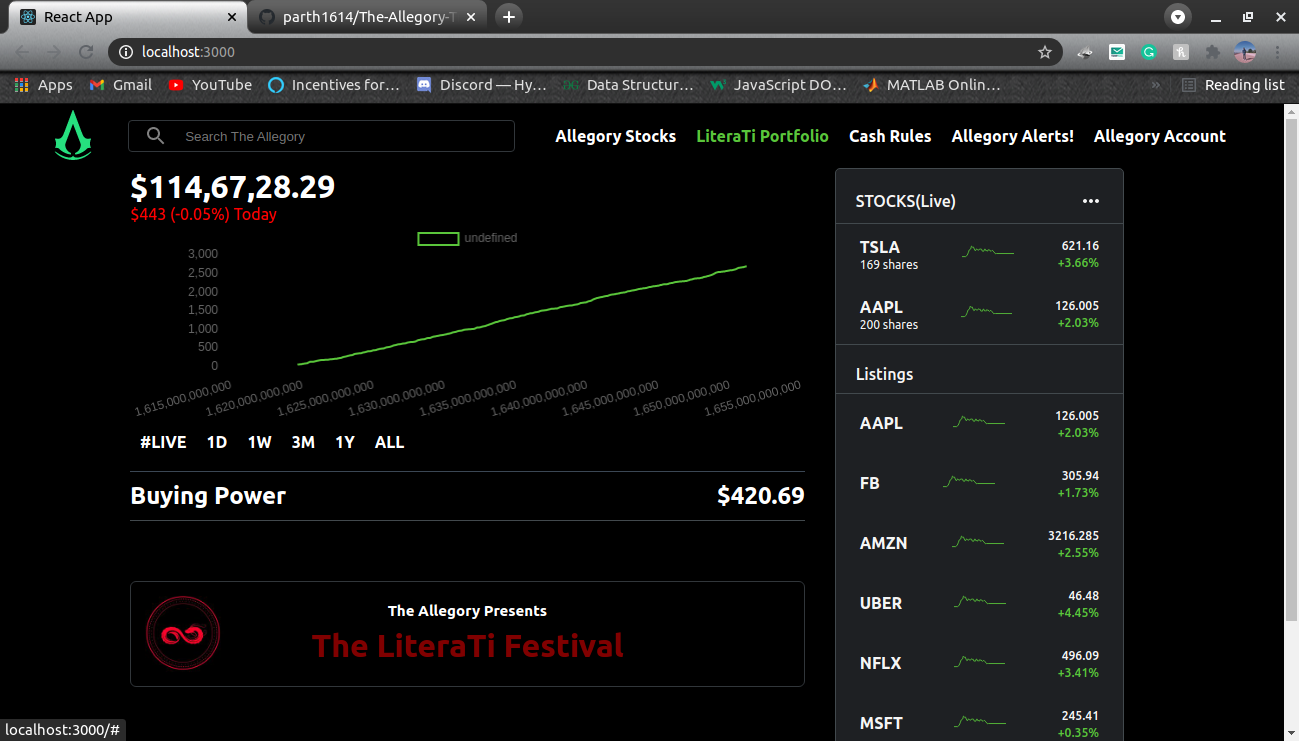 React App
parth1614/The-Allegory-T
localhost:3000
Apps
Gmail
YouTube
Incentives for…
Discord — Hy…
Data Structur…
JavaScript DO…
MATLAB Onlin…
»
Reading list
Search The Allegory
Allegory Stocks
LiteraTi Portfolio
Cash Rules
Allegory Alerts!
Allegory Account
$114,67,28.29
$443 (-0.05%) Today
undefined
3,000
2,500
2,000
1,500
1,000
500
0
1,615,000,000,000
1,620,000,000,000
1,625,000,000,000
1,630,000,000,000
1,635,000,000,000
1,640,000,000,000
1,645,000,000,000
1,650,000,000,000
1,655,000,000,000
#LIVE 1D 1W 3M 1Y ALL
Buying Power $420.69
The Allegory Presents
The LiteraTi Festival
STOCKS(Live)
TSLA 621.16
169 shares +3.66%
AAPL 126.005
200 shares +2.03%
Listings
AAPL 126.005
+2.03%
FB 305.94
+1.73%
AMZN 3216.285
+2.55%
UBER 46.48
+4.45%
NFLX 496.09
+3.41%
MSFT 245.41
+0.35%
localhost:3000/#